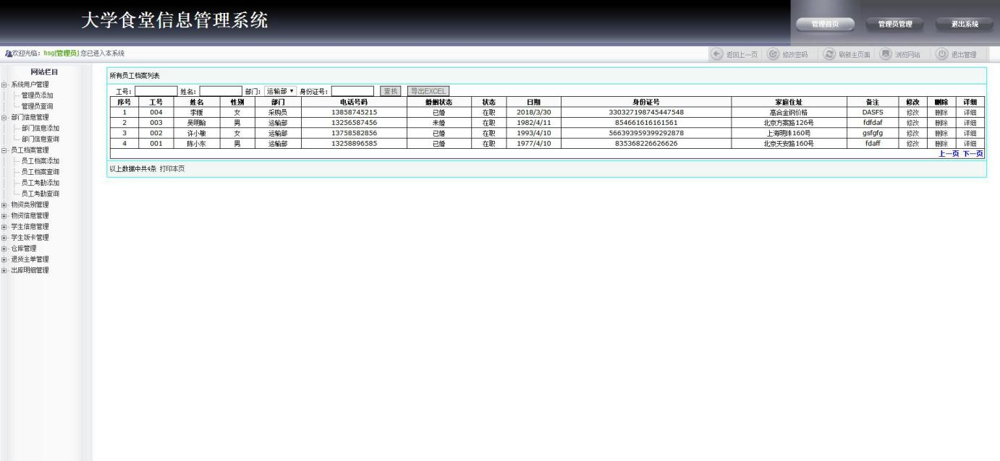 大学食堂信息管理系统
管理首页 管理员管理 退出系统
欢迎光临：hsg[管理员] 您已进入本系统
返回上一页 修改密码 刷新主页面 浏览网站 退出管理
网站栏目
系统用户管理
管理员添加
管理员查询
部门信息管理
部门信息添加
部门信息查询
员工档案管理
员工档案添加
员工档案查询
员工考勤添加
员工考勤查询
物资类别管理
物资信息管理
学生信息管理
学生饭卡管理
仓库管理
退货主单管理
出库明细管理
所有员工档案列表
工号： 姓名： 部门： 运输部 身份证号： 查找 导出EXCEL
序号 工号 姓名 性别 部门 电话号码 婚姻状态 状态 日期 身份证号 家庭住址 备注 修改 删除 详细
1 004 李媛 女 采购员 13858745215 已婚 在职 2018/3/30 330327198745447548 高合金钢价格 DASFS 修改 删除 详细
2 003 吴明翰 男 运输部 13256587456 未婚 在职 1982/4/11 854661616161561 北京方案路126号 fdfdaf 修改 删除 详细
3 002 许小敏 女 运输部 13758582856 已婚 在职 1993/4/10 566393959399292878 上海明珠160号 gsfgfg 修改 删除 详细
4 001 陈小东 男 运输部 13258896585 已婚 在职 1977/4/10 835368226626626 北京天安路160号 fdaff 修改 删除 详细
上一页 下一页
以上数据中共4条 打印本页